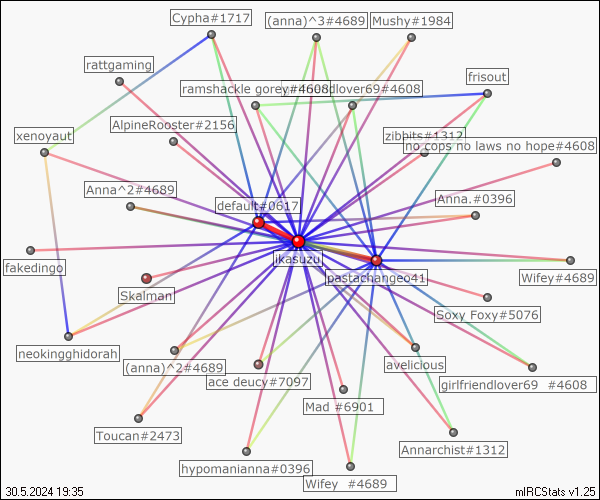 Cypha#1717
(anna)^3#4689
Mushy#1984
rattgaming
frisout
ramshackle gorey#4608
dlover69#4608
AlpineRooster#2156
zibbits#1312
xenoyaut
no cops no laws no hope#4608
Anna^2#4689
default#0617
Anna.#0396
ikasuzu
fakedingo
pastachange41
Wifey#4689
Skalman
Soxy Foxy#5076
neokingghidorah
(anna)^2#4689
avelicious
ace deucy#7097
girlfriendlover69 #4608
Mad #6901
Toucan#2473
Annarchist#1312
hypomanianna#0396
Wifey #4689
30.5.2024 19:35
mIRCStats v1.25